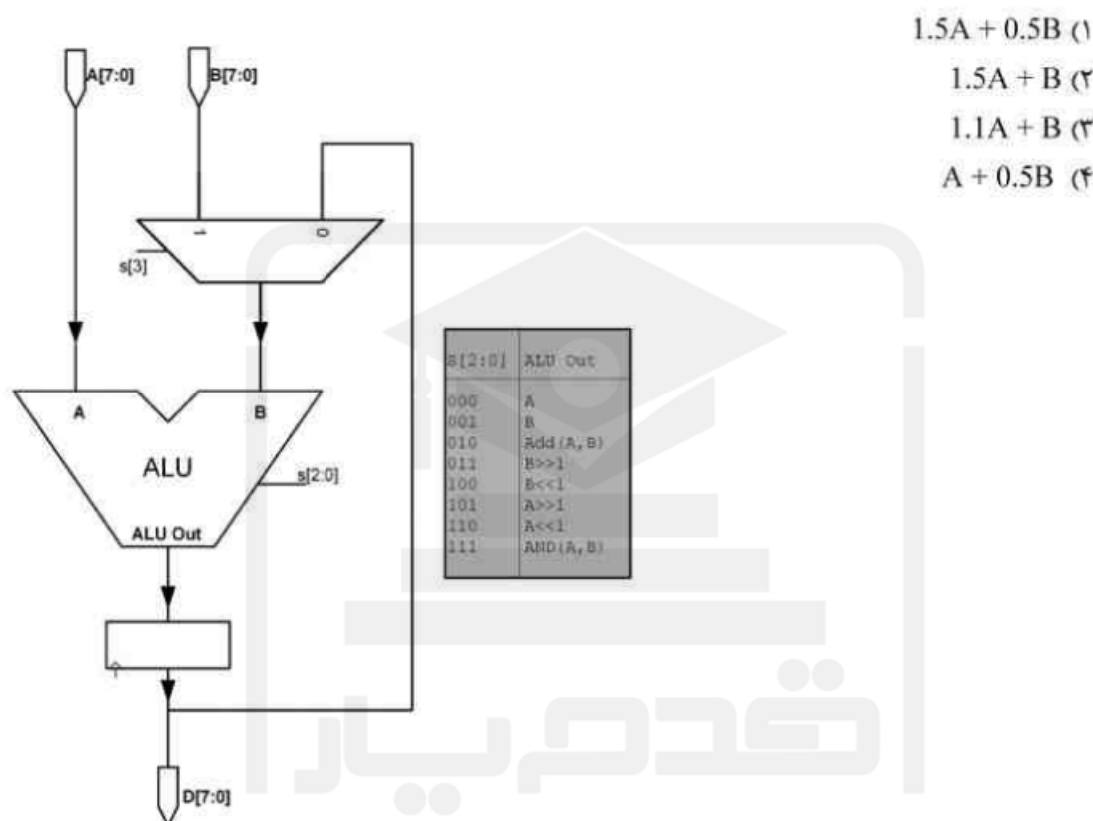 ۱) 1.5A + 0.5B
۲) 1.5A + B
۳) 1.1A + B
۴) A + 0.5B
A[7:0]
B[7:0]
1
0
s[3]
A
B
ALU
s[2:0]
ALU Out
D[7:0]
S[2:0] ALU Out
000 A
001 B
010 Add(A,B)
011 B>>1
100 B<<1
101 A>>1
110 A<<1
111 AND(A,B)
قدم یار